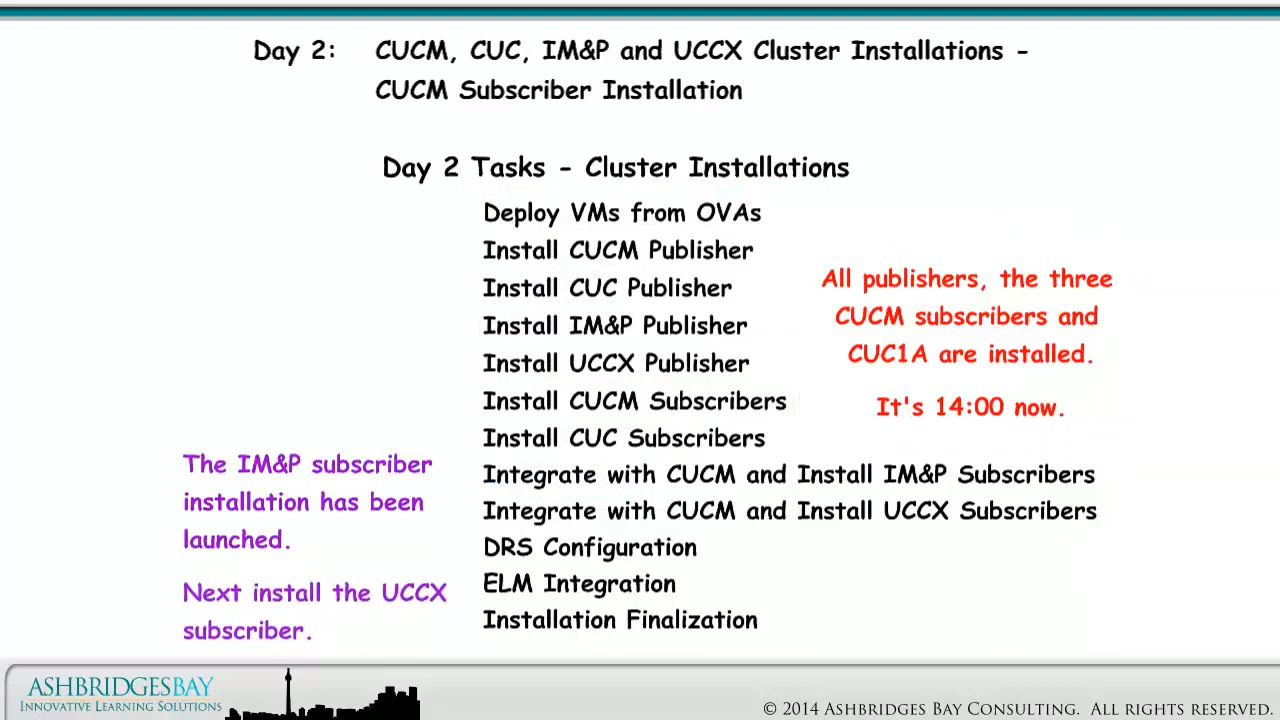 Day 2: CUCM, CUC, IM&P and UCCX Cluster Installations -
CUCM Subscriber Installation
Day 2 Tasks - Cluster Installations
Deploy VMs from OVAs
Install CUCM Publisher
Install CUC Publisher
Install IM&P Publisher
Install UCCX Publisher
Install CUCM Subscribers
Install CUC Subscribers
Integrate with CUCM and Install IM&P Subscribers
Integrate with CUCM and Install UCCX Subscribers
DRS Configuration
ELM Integration
Installation Finalization
All publishers, the three
CUCM subscribers and
CUC1A are installed.
It's 14:00 now.
The IM&P subscriber
installation has been
launched.
Next install the UCCX
subscriber.
ASHBRIDGESBAY
INNOVATIVE LEARNING SOLUTIONS
© 2014 ASHBRIDGES BAY CONSULTING. ALL RIGHTS RESERVED.